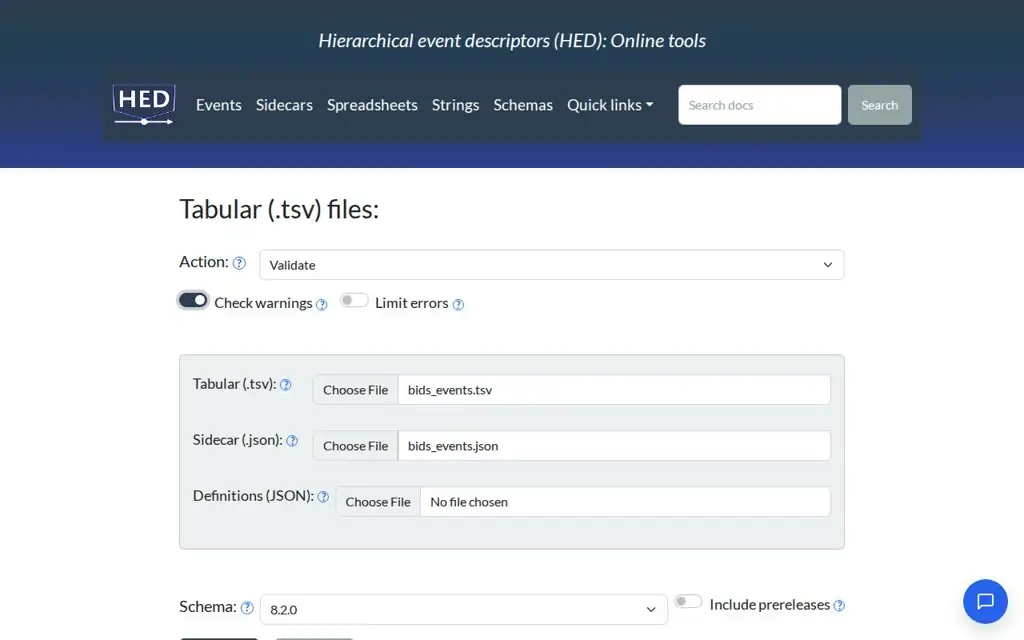 Hierarchical event descriptors (HED): Online tools
HED Events Sidecars Spreadsheets Strings Schemas Quick links Search docs Search
Tabular (.tsv) files:
Action: ? Validate
Check warnings ? Limit errors ?
Tabular (.tsv): ? Choose File bids_events.tsv
Sidecar (.json): ? Choose File bids_events.json
Definitions (JSON): ? Choose File No file chosen
Schema: ? 8.2.0 Include prereleases ?